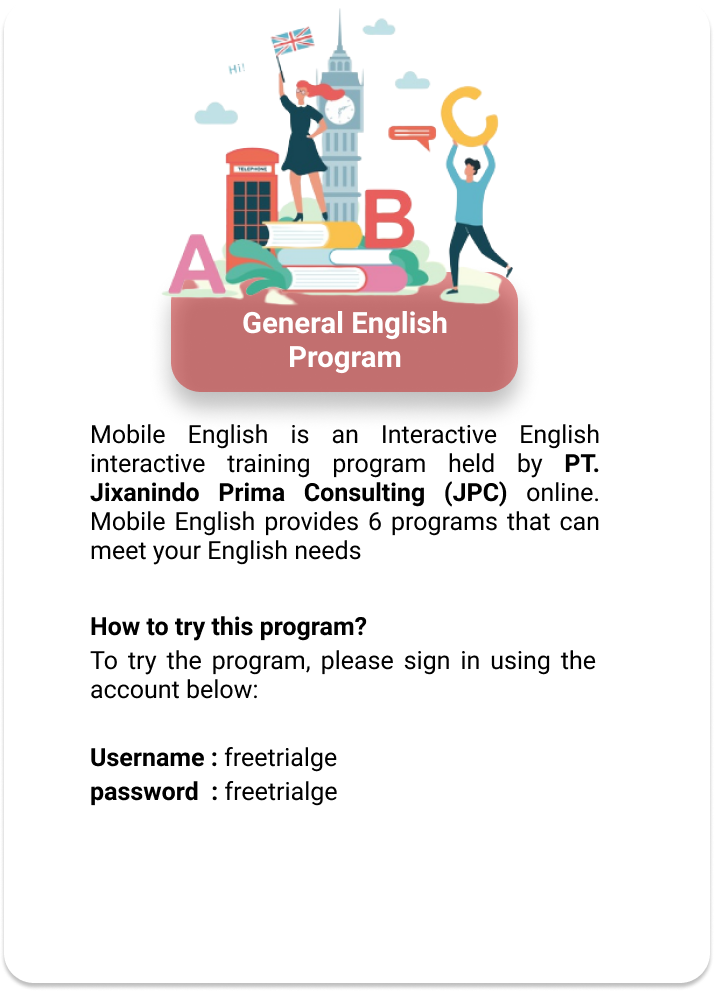 Hi!
TELEPHONE
C
B
A
General English
Program
Mobile English is an Interactive English
interactive training program held by PT.
Jixanindo Prima Consulting (JPC) online.
Mobile English provides 6 programs that can
meet your English needs
How to try this program?
To try the program, please sign in using the
account below:
Username : freetrialge
password : freetrialge